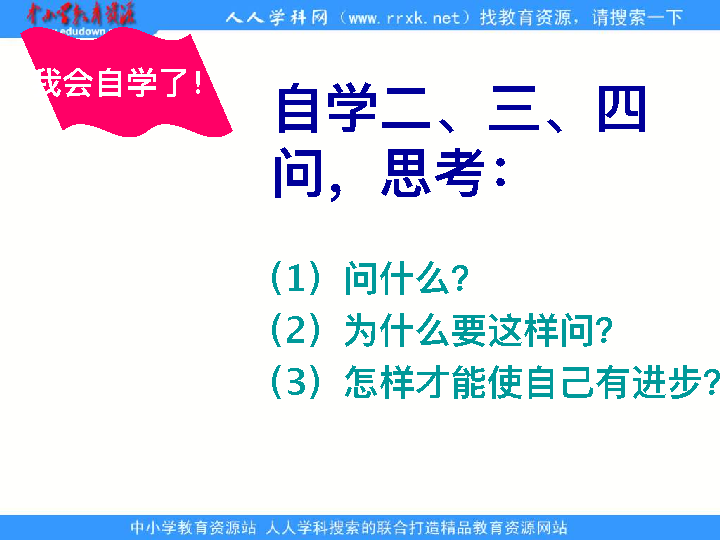 中小学教育资源
.edudown.net
人人学科网（www.rrxk.net）找教育资源，请搜索一下
我会自学了！
自学二、三、四
问，思考：
（1）问什么？
（2）为什么要这样问？
（3）怎样才能使自己有进步？
中小学教育资源站 人人学科搜索的联合打造精品教育资源网站